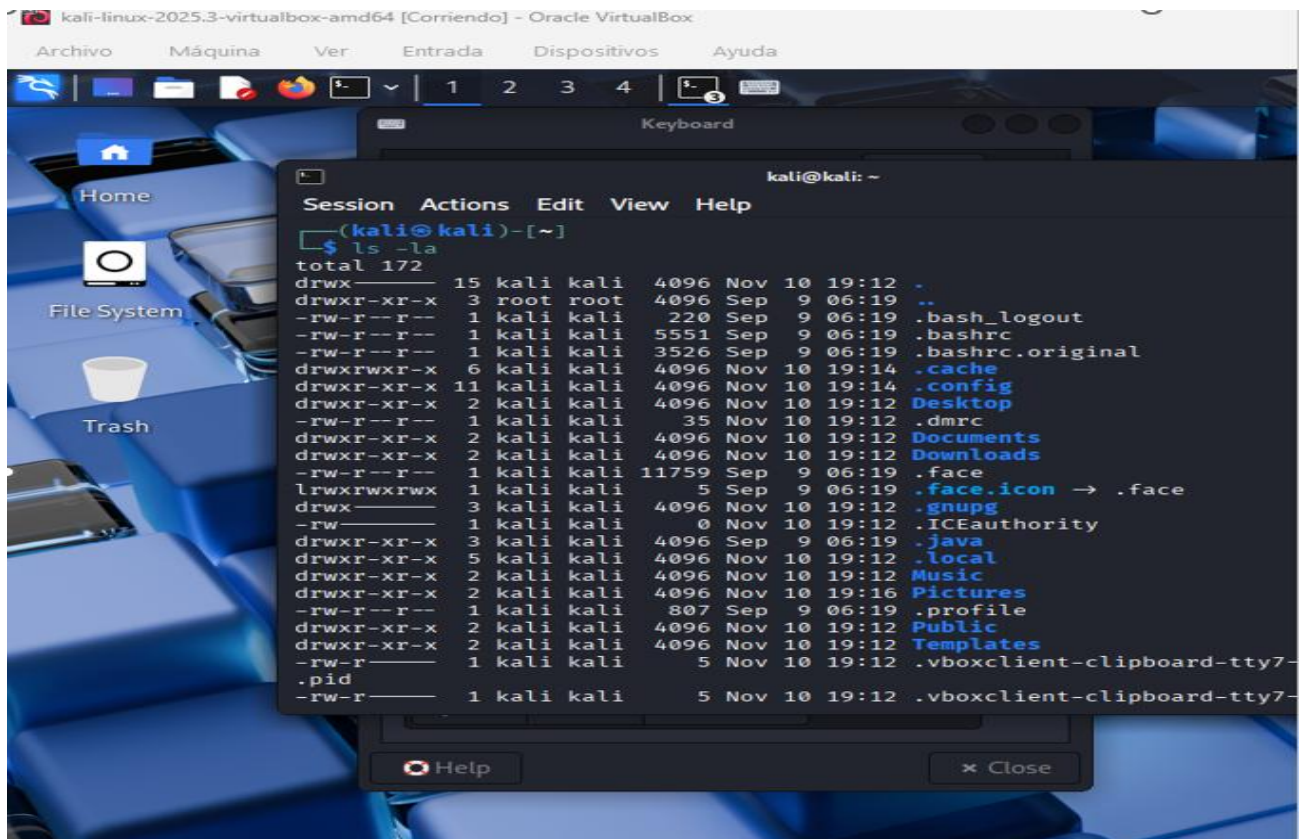 kali-linux-2025.3-virtualbox-amd64 [Corriendo] - Oracle VirtualBox
Archivo Máquina Ver Entrada Dispositivos Ayuda
1 2 3 4 3
Keyboard
Home
File System
Trash
kali@kali: ~
Session Actions Edit View Help
┌──(kali㉿kali)-[~]
└─$ ls -la
total 172
drwx------ 15 kali kali 4096 Nov 10 19:12 .
drwxr-xr-x 3 root root 4096 Sep 9 06:19 ..
-rw-r--r-- 1 kali kali 220 Sep 9 06:19 .bash_logout
-rw-r--r-- 1 kali kali 5551 Sep 9 06:19 .bashrc
-rw-r--r-- 1 kali kali 3526 Sep 9 06:19 .bashrc.original
drwxrwxr-x 6 kali kali 4096 Nov 10 19:14 .cache
drwxr-xr-x 11 kali kali 4096 Nov 10 19:14 .config
drwxr-xr-x 2 kali kali 4096 Nov 10 19:12 Desktop
-rw-r--r-- 1 kali kali 35 Nov 10 19:12 .dmrc
drwxr-xr-x 2 kali kali 4096 Nov 10 19:12 Documents
drwxr-xr-x 2 kali kali 4096 Nov 10 19:12 Downloads
-rw-r--r-- 1 kali kali 11759 Sep 9 06:19 .face
lrwxrwxrwx 1 kali kali 5 Sep 9 06:19 .face.icon → .face
drwx------ 3 kali kali 4096 Nov 10 19:12 .gnupg
-rw------- 1 kali kali 0 Nov 10 19:12 .ICEauthority
drwxr-xr-x 3 kali kali 4096 Sep 9 06:19 .java
drwxr-xr-x 5 kali kali 4096 Nov 10 19:12 .local
drwxr-xr-x 2 kali kali 4096 Nov 10 19:12 Music
drwxr-xr-x 2 kali kali 4096 Nov 10 19:16 Pictures
-rw-r--r-- 1 kali kali 807 Sep 9 06:19 .profile
drwxr-xr-x 2 kali kali 4096 Nov 10 19:12 Public
drwxr-xr-x 2 kali kali 4096 Nov 10 19:12 Templates
-rw-r----- 1 kali kali 5 Nov 10 19:12 .vboxclient-clipboard-tty7-
.pid
-rw-r----- 1 kali kali 5 Nov 10 19:12 .vboxclient-clipboard-tty7-
Help
× Close